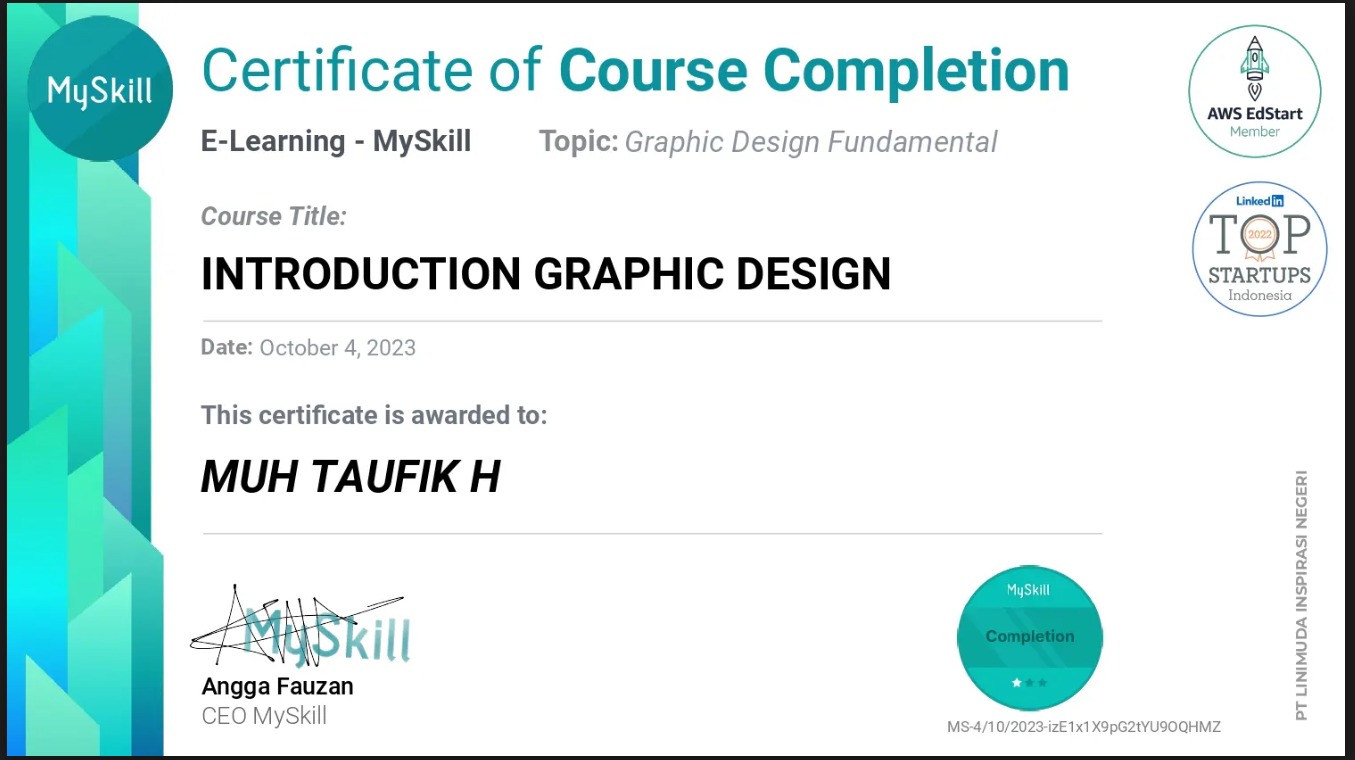 MySkill
Certificate of Course Completion
E-Learning - MySkill
Topic: Graphic Design Fundamental
Course Title:
INTRODUCTION GRAPHIC DESIGN
Date: October 4, 2023
This certificate is awarded to:
MUH TAUFIK H
MySkill
Angga Fauzan
CEO MySkill
MySkill
Completion
MS-4/10/2023-izE1x1X9pG2tYU9OQHMZ
AWS EdStart
Member
Linked in
TOP
2022
STARTUPS
Indonesia
PT LINIMUDA INSPIRASI NEGERI